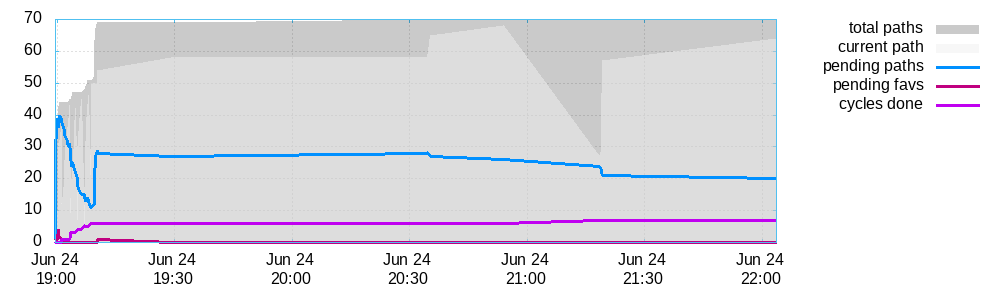 70
60
50
40
30
20
10
0
Jun 24 Jun 24 Jun 24 Jun 24 Jun 24 Jun 24 Jun 24
19:00 19:30 20:00 20:30 21:00 21:30 22:00
total paths
current path
pending paths
pending favs
cycles done